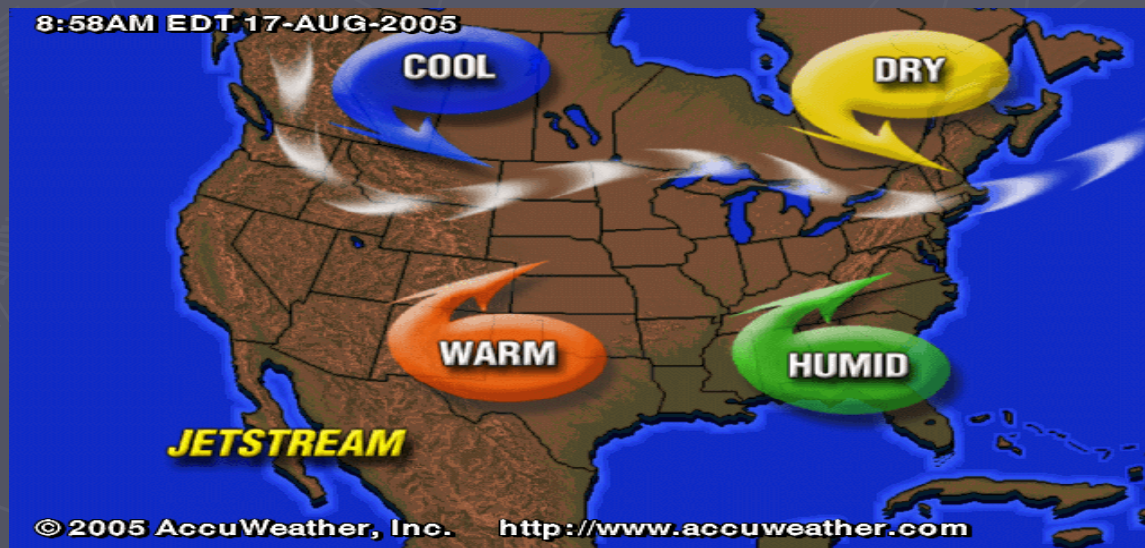 8:58AM EDT 17-AUG-2005
COOL
DRY
WARM
HUMID
JETSTREAM
© 2005 AccuWeather, Inc. http://www.accuweather.com